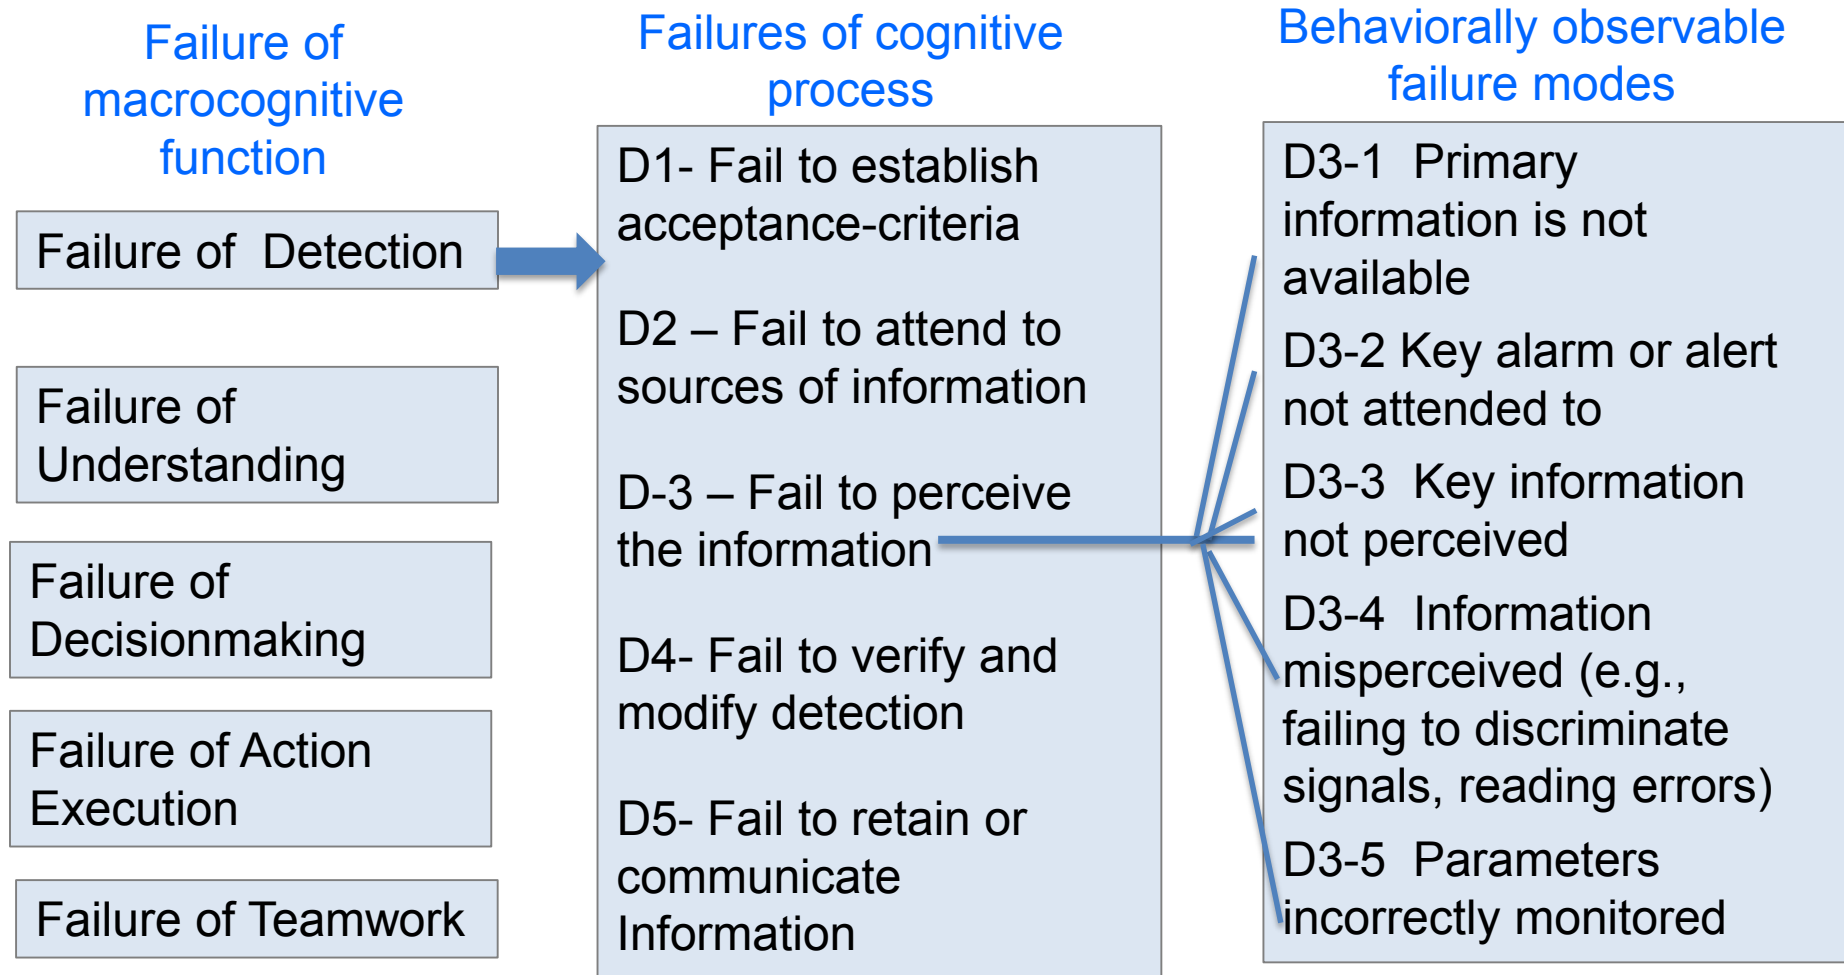 Failure of
macrocognitive
function
Failure of  Detection
Failure of
Understanding
Failure of
Decisionmaking
Failure of Action
Execution
Failure of Teamwork
Failures of cognitive
process
D1- Fail to establish
acceptance-criteria
D2 – Fail to attend to
sources of information
D-3 – Fail to perceive
the information
D4- Fail to verify and
modify detection
D5- Fail to retain or
communicate
Information
Behaviorally observable
failure modes
D3-1  Primary
information is not
available
D3-2 Key alarm or alert
not attended to
D3-3  Key information
not perceived
D3-4  Information
misperceived (e.g.,
failing to discriminate
signals, reading errors)
D3-5  Parameters
incorrectly monitored